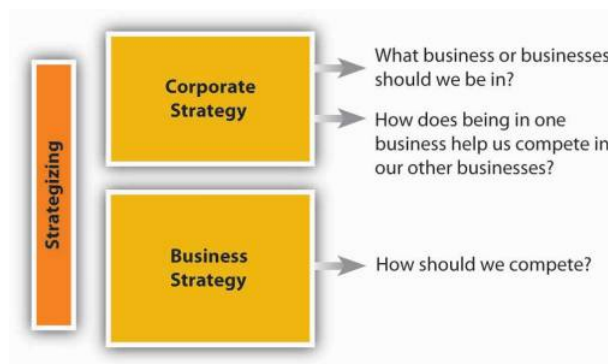 Strategizing
Corporate
Strategy
What business or businesses
should we be in?
How does being in one
business help us compete in
our other businesses?
Business
Strategy
How should we compete?